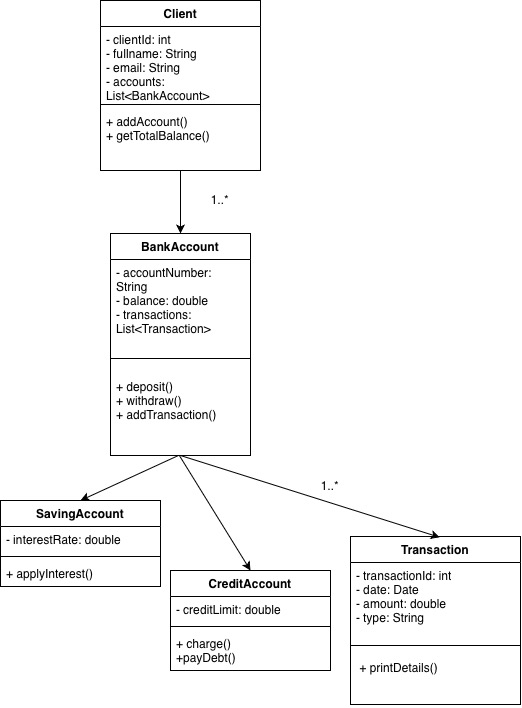 Client
- clientId: int
- fullname: String
- email: String
- accounts:
List<BankAccount>
+ addAccount()
+ getTotalBalance()
1..*
BankAccount
- accountNumber:
String
- balance: double
- transactions:
List<Transaction>
+ deposit()
+ withdraw()
+ addTransaction()
1..*
SavingAccount
- interestRate: double
+ applyInterest()
CreditAccount
- creditLimit: double
+ charge()
+payDebt()
Transaction
- transactionId: int
- date: Date
- amount: double
- type: String
+ printDetails()